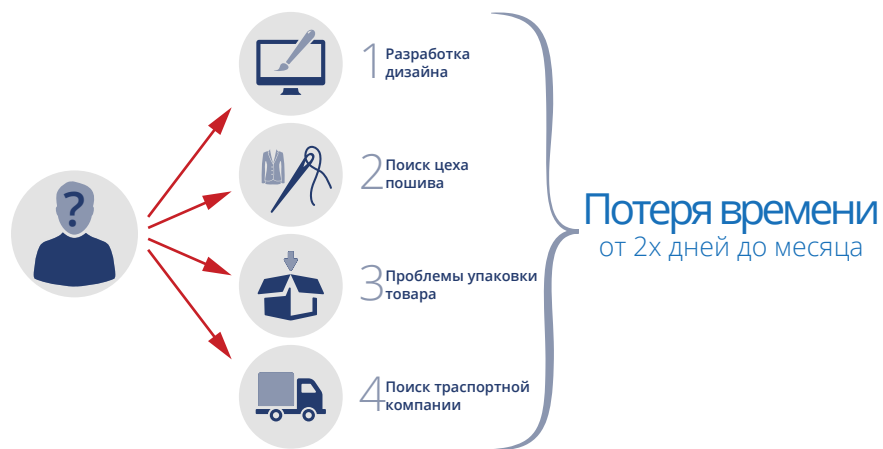 ?
1 Разработка
дизайна
2 Поиск цеха
пошива
3 Проблемы упаковки
товара
4 Поиск траспортной
компании
Потеря времени
от 2х дней до месяца